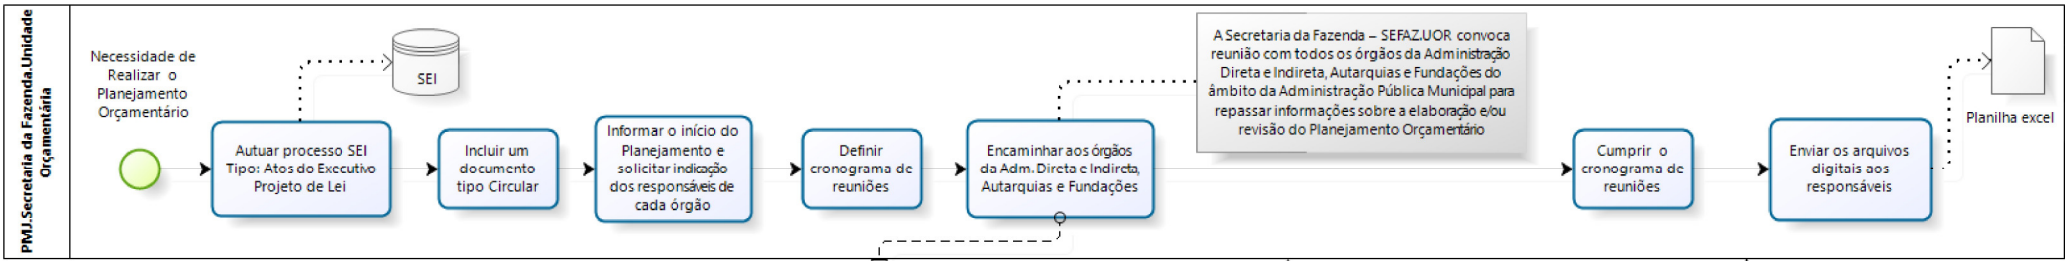 PMJ.Secretaria da Fazenda.Unidade
Orçamentária
Necessidade de
Realizar o
Planejamento
Orçamentário
SEI
Autuar processo SEI
Tipo: Atos do Executivo
Projeto de Lei
Incluir um
documento
tipo Circular
Informar o início do
Planejamento e
solicitar indicação
dos responsáveis de
cada órgão
Definir
cronograma de
reuniões
Encaminhar aos órgãos
da Adm. Direta e Indireta,
Autarquias e Fundações
A Secretaria da Fazenda – SEFAZ.UOR convoca
reunião com todos os órgãos da Administração
Direta e Indireta, Autarquias e Fundações do
âmbito da Administração Pública Municipal para
repassar informações sobre a elaboração e/ou
revisão do Planejamento Orçamentário
Cumprir o
cronograma de
reuniões
Enviar os arquivos
digitais aos
responsáveis
Planilha excel